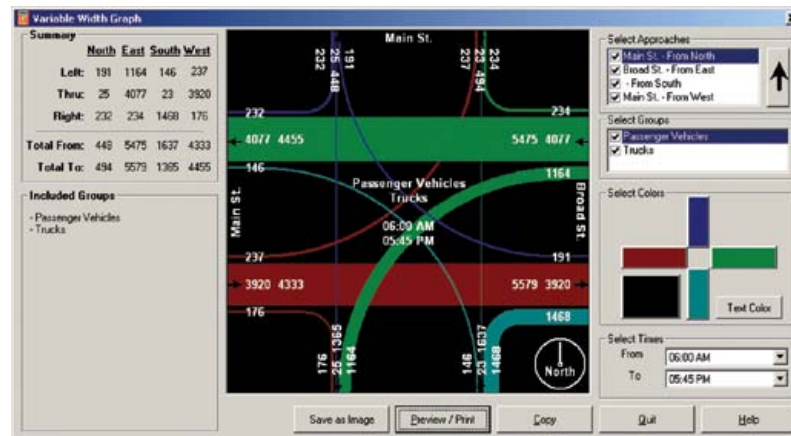 Variable Width Graph
Summary
North East South West
Left: 191 1164 146 237
Thru: 25 4077 23 3920
Right: 232 234 1468 176
Total From: 448 5475 1637 4333
Total To: 494 5579 1365 4455
Included Groups
- Passenger Vehicles
- Trucks
Main St.
232
25 448
191
237
23 494
234
232
234
4077 4455
5475 4077
146
1164
Passenger Vehicles
Trucks
06:00 AM
05:45 PM
Main St.
Broad St.
237
191
3920 4333
5579 3920
176
1468
176
25 1365
1164
146
23 1637
1468
North
Select Approaches
Main St. - From North
Broad St. - From East
- From South
Main St. - From West
Select Groups
Passenger Vehicles
Trucks
Select Colors
Text Color
Select Times
From 06:00 AM
To 05:45 PM
Save as Image
Preview / Print
Copy
Quit
Help